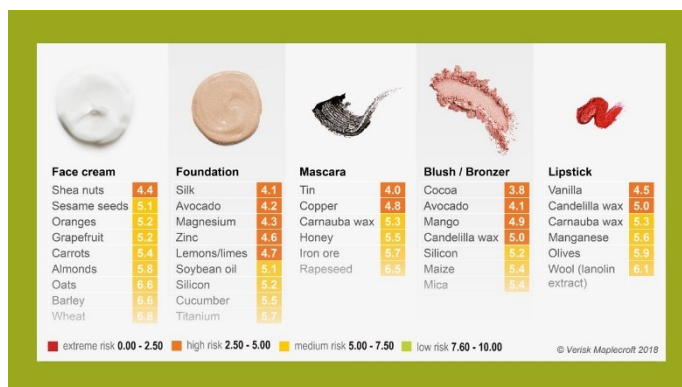 Face cream
Shea nuts 4.4
Sesame seeds 5.1
Oranges 5.2
Grapefruit 5.2
Carrots 5.4
Almonds 5.8
Oats 6.6
Barley 6.6
Wheat 6.8
Foundation
Silk 4.1
Avocado 4.2
Magnesium 4.3
Zinc 4.6
Lemons/limes 4.7
Soybean oil 5.1
Silicon 5.2
Cucumber 5.5
Titanium 5.7
Mascara
Tin 4.0
Copper 4.8
Carnauba wax 5.3
Honey 5.5
Iron ore 5.7
Rapeseed 6.5
Blush / Bronzer
Cocoa 3.8
Avocado 4.1
Mango 4.9
Candelilla wax 5.0
Silicon 5.2
Maize 5.4
Mica 5.4
Lipstick
Vanilla 4.5
Candelilla wax 5.0
Carnauba wax 5.3
Manganese 5.6
Olives 5.9
Wool (lanolin 6.1
extract)
extreme risk 0.00 - 2.50 high risk 2.50 - 5.00 medium risk 5.00 - 7.50 low risk 7.60 - 10.00
© Verisk Maplecroft 2018